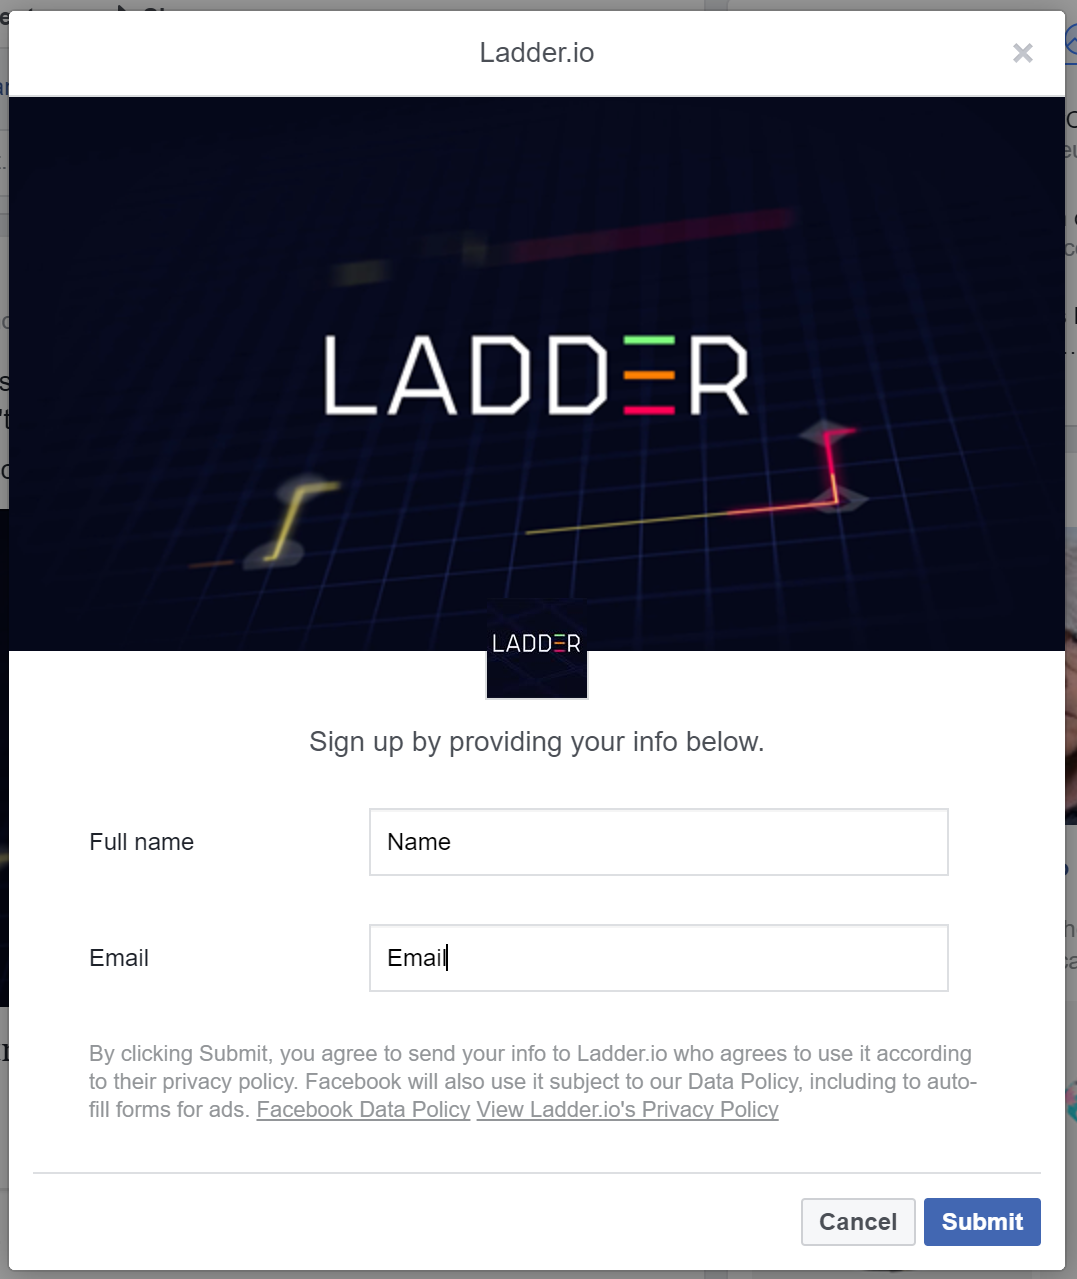 Ladder.io
LADDER
LADDER
Sign up by providing your info below.
Full name
Name
Email
Email
By clicking Submit, you agree to send your info to Ladder.io who agrees to use it according
to their privacy policy. Facebook will also use it subject to our Data Policy, including to auto-
fill forms for ads. Facebook Data Policy View Ladder.io's Privacy Policy
Cancel
Submit